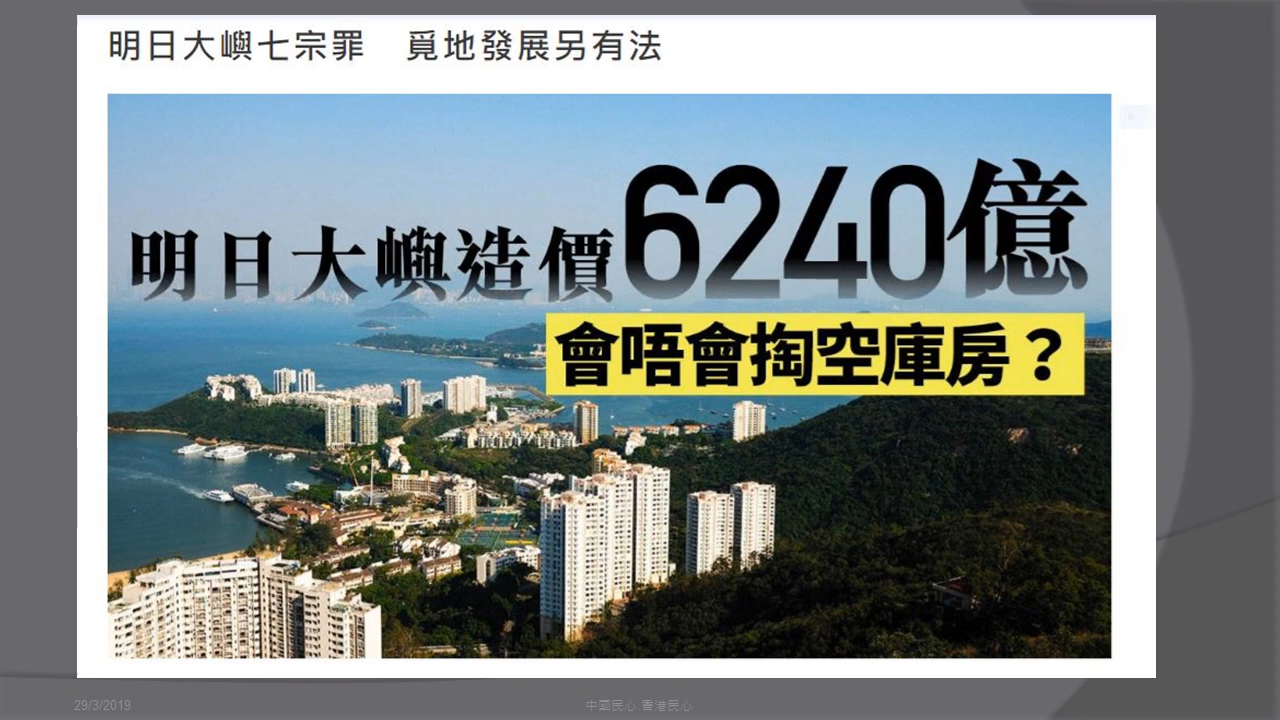 明日大嶼七宗罪　覓地發展另有法
明日大嶼造價6240億
會唔會掏空庫房？
29/3/2019
中國民心.香港民心